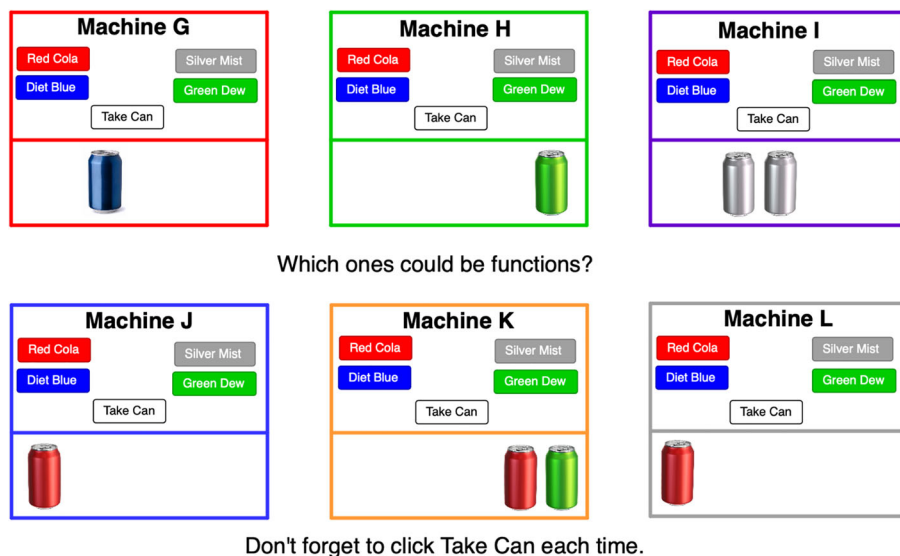 Machine G
Red Cola
Silver Mist
Diet Blue
Green Dew
Take Can
Machine H
Red Cola
Silver Mist
Diet Blue
Green Dew
Take Can
Machine I
Red Cola
Silver Mist
Diet Blue
Green Dew
Take Can
Which ones could be functions?
Machine J
Red Cola
Silver Mist
Diet Blue
Green Dew
Take Can
Machine K
Red Cola
Silver Mist
Diet Blue
Green Dew
Take Can
Machine L
Red Cola
Silver Mist
Diet Blue
Green Dew
Take Can
Don't forget to click Take Can each time.